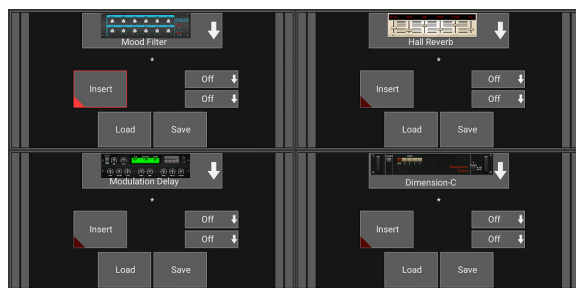 Mood Filter
*
Insert
Off
Off
Load
Save
Hall Reverb
*
Insert
Off
Off
Load
Save
Modulation Delay
*
Insert
Off
Off
Load
Save
Dimension-C
*
Insert
Off
Off
Load
Save